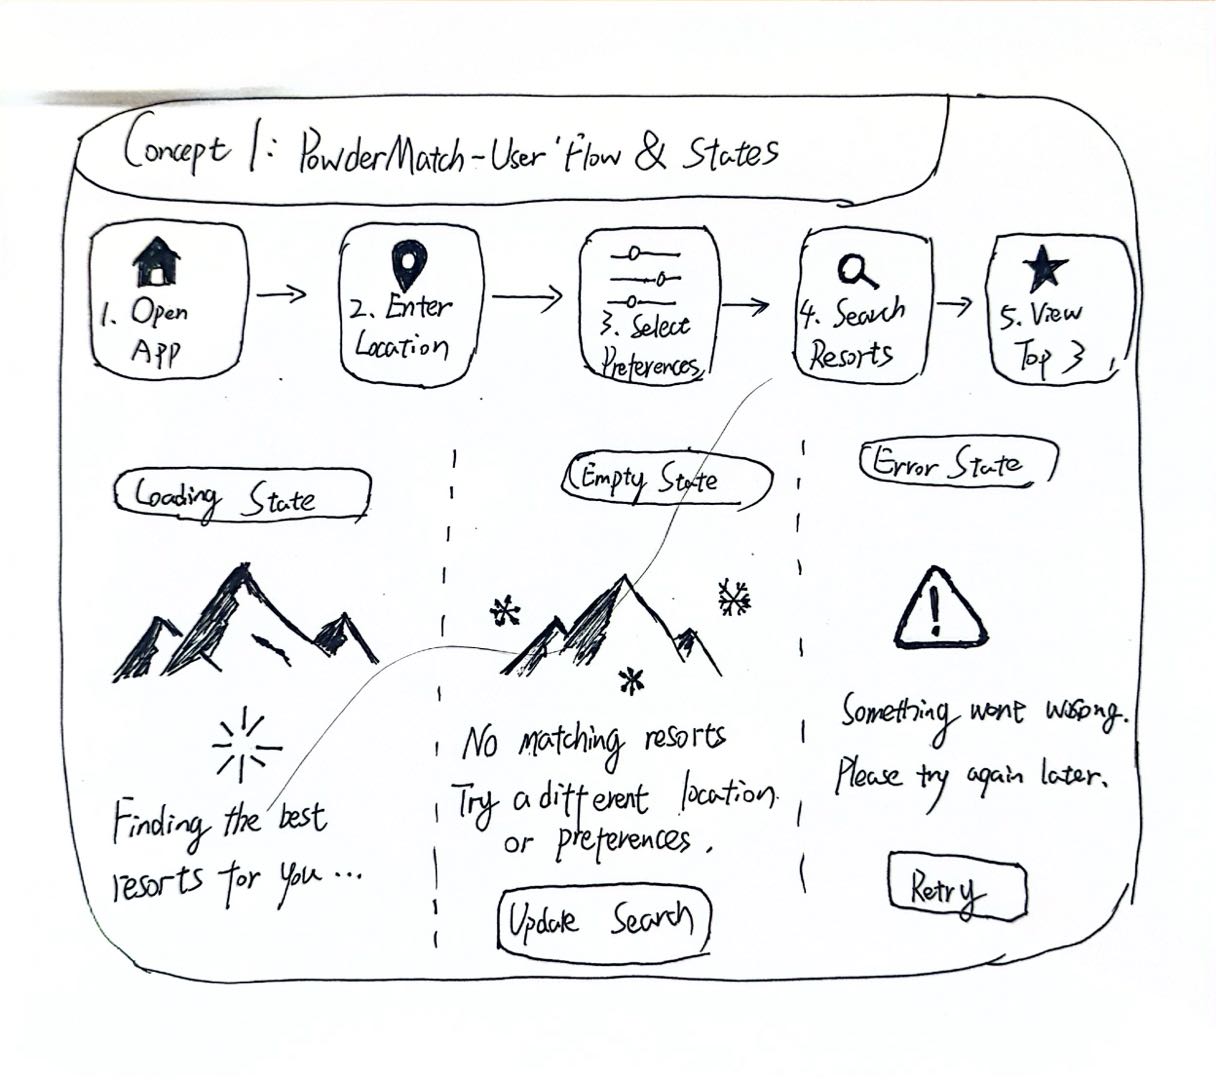 Concept 1: PowderMatch-User Flow & States
1. Open
App
2. Enter
Location
3. Select
Preferences
4. Search
Resorts
5. View
Top 3
Loading State
Finding the best
resorts for you ...
Empty State
No matching resorts
Try a different location
or preferences.
Update Search
Error State
Something went wrong.
Please try again later.
Retry